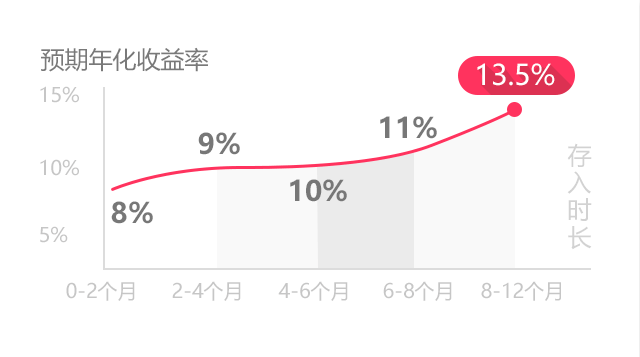 预期年化收益率
13.5%
15%
11%
9%
10%
10%
8%
5%
存入时长
0-2个月
2-4个月
4-6个月
6-8个月
8-12个月